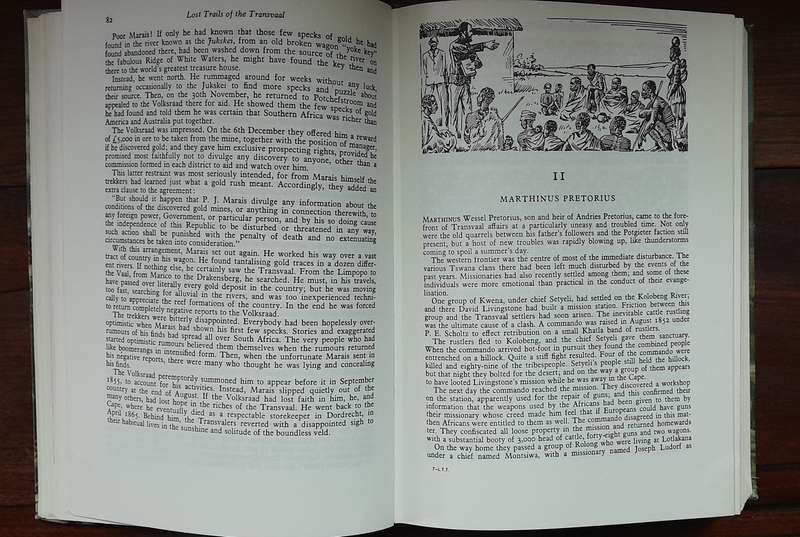 82
Lost Trails of the Transvaal
Poor Marais! If only he had known that those few specks of gold he had
found in the river known as the Jukskei, from an old broken wagon "yoke key"
found abandoned there, had been washed down from the source of the river on
the fabulous Ridge of White Waters, he might have found the key then and
there to the world's greatest treasure house.
Instead, he went North. He rummaged around for weeks without any luck,
returning occasionally to the Jukskei to find more specks and puzzle about
their source. Then, on the 30th November, he returned to Potchefstroom and
appealed to the Volksraad there for aid. He showed them the few specks of gold
he had found and told them he was certain that Southern Africa was richer than
America and Australia put together.
The Volksraad was impressed. On the 6th December they offered him a reward
of £5,000 in ore to be taken from the mine, together with the position of manager,
if he discovered gold; and they gave him exclusive prospecting rights, provided he
promised most faithfully not to divulge any discovery to anyone, other than a
commission formed in each district to aid and watch over him.
This latter restraint was most seriously intended, for from Marais himself the
trekkers had learned just what a gold rush meant. Accordingly, they added an
extra clause to the agreement:
"But should it happen that P. J. Marais divulge any information about the
conditions of the discovered gold mines, or anything in connection therewith, to
any foreign power, Government, or particular person, and by his so doing cause
the independence of this Republic to be disturbed or threatened in any way,
such action shall be punished with the penalty of death and no extenuating
circumstances be taken into consideration."
With this arrangement, Marais set out again. He worked his way over a vast
tract of country in his wagon. He found tantalising gold traces in a dozen differ-
ent rivers. If nothing else, he certainly saw the Transvaal. From the Limpopo to
the Vaal, from Marico to the Drakensberg, he searched. He must, in his travels,
have passed over literally every gold deposit in the country; but he was moving
too fast, searching for alluvial in the rivers, and was too inexperienced techni-
cally to appreciate the reef formations of the country. In the end he was forced
to return completely negative reports to the Volksraad.
The trekkers were bitterly disappointed. Everybody had been hopelessly over-
optimistic when Marais had shown his first few specks. Stories and exaggerated
rumours of his finds had spread all over South Africa. The very people who had
started optimistic rumours believed them themselves when the rumours returned
like boomerangs in intensified form. Then, when the unfortunate Marais sent in
his negative reports, there were many who thought he was lying and concealing
his finds.
The Volksraad peremptorily summoned him to appear before it in September
1855, to account for his activities. Instead, Marais slipped quietly out of the
country at the end of August. If the Volksraad had lost faith in him, he, and
many others, had lost hope in the riches of the Transvaal. He went back to the
Cape, where he eventually died as a respectable storekeeper in Dordrecht, in
April 1865. Behind him, the Transvalers reverted with a disappointed sigh to
their habitual lives in the sunshine and solitude of the boundless veld.
11
MARTHINUS PRETORIUS
MARTHINUS Wessel Pretorius, son and heir of Andries Pretorius, came to the fore-
front of Transvaal affairs at a particularly uneasy and troubled time. Not only
were the old quarrels between his father's followers and the Potgieter faction still
present, but a host of new troubles was rapidly blowing up, like thunderstorms
coming to spoil a summer's day.
The western frontier was the centre of most of the immediate disturbance. The
various Tswana clans there had been left much disturbed by the events of the
past years. Missionaries had also recently settled among them; and some of these
individuals were more emotional than practical in the conduct of their evange-
lisation.
One group of Kwena, under chief Setyeli, had settled on the Kolobeng River;
and there David Livingstone had built a mission station. Friction between this
group and the Transvaal settlers had soon arisen. The inevitable cattle rustling
was the ultimate cause of a clash. A commando was raised in August 1852 under
P. E. Scholtz to effect retribution on a small Khatla band of rustlers.
The rustlers fled to Kolobeng, and the chief Setyeli gave them sanctuary.
When the commando arrived hot-foot in pursuit they found the combined people
entrenched on a hillock. Quite a stiff fight resulted. Four of the commando were
killed and eighty-nine of the tribespeople. Setyeli's people still held the hillock,
but that night they bolted for the desert; and on the way a group of them appears
to have looted Livingstone's mission while he was away in the Cape.
The next day the commando reached the mission. They discovered a workshop
on the station, apparently used for the repair of guns; and this confirmed their
information that the weapons used by the Africans had been given to them by
their missionary whose creed made him feel that if Europeans could have guns
then Africans were entitled to them as well. The commando disagreed in this mat-
ter. They confiscated all loose property in the mission and returned homewards
with a substantial booty of 3,000 head of cattle, forty-eight guns and two wagons.
On the way home they passed a group of Rolong who were living at Lotlakana
under a chief named Montsiwa, with a missionary named Joseph Ludorf as
7—L.T.T.